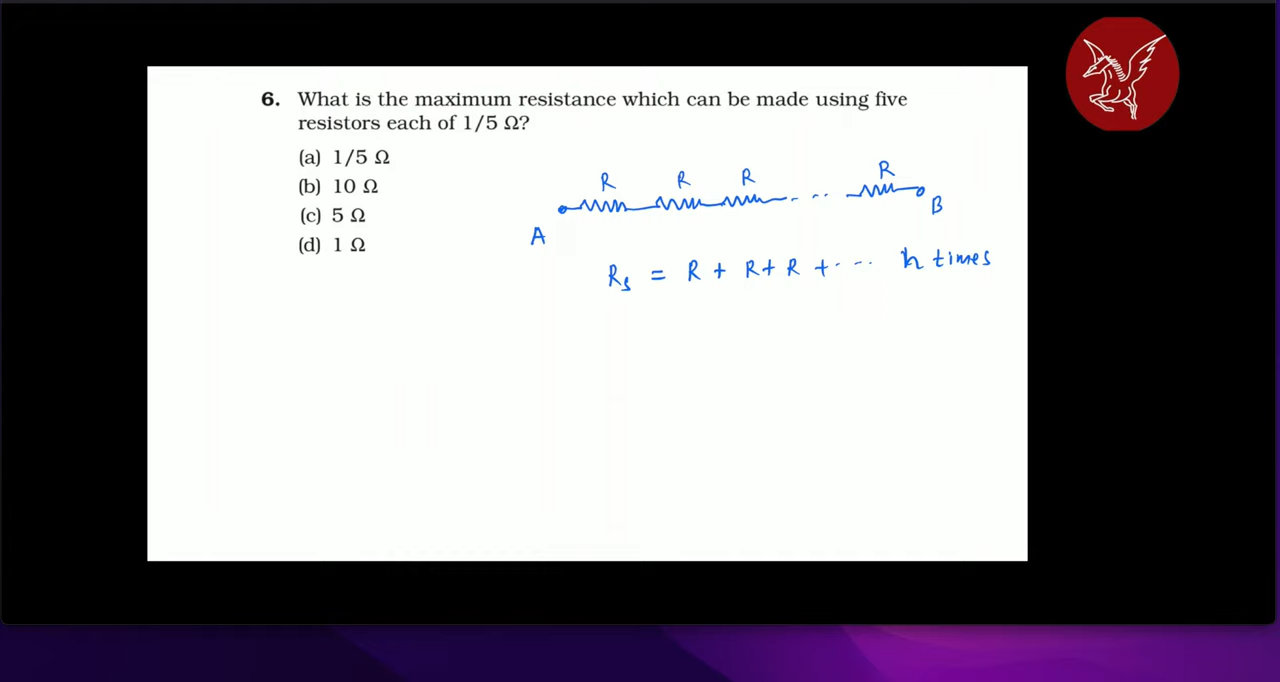 6. What is the maximum resistance which can be made using five
resistors each of 1/5 Ω?
(a) 1/5 Ω
(b) 10 Ω
(c) 5 Ω
(d) 1 Ω
R R R R
A B
Rs = R + R + R + ... n times